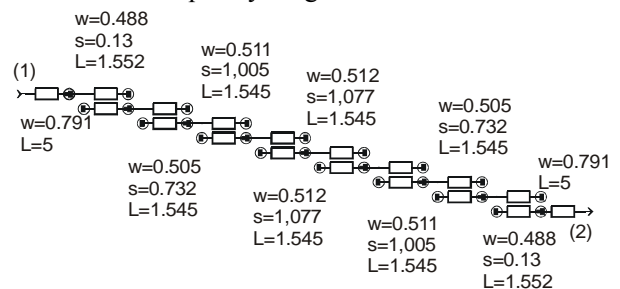 w=0.488
s=0.13
L=1.552
w=0.511
s=1,005
L=1.545
w=0.512
s=1,077
L=1.545
w=0.505
s=0.732
L=1.545
w=0.791
L=5
(1)
w=0.791
L=5
w=0.505
s=0.732
L=1.545
w=0.512
s=1,077
L=1.545
w=0.511
s=1,005
L=1.545
w=0.488
s=0.13
L=1.552
(2)